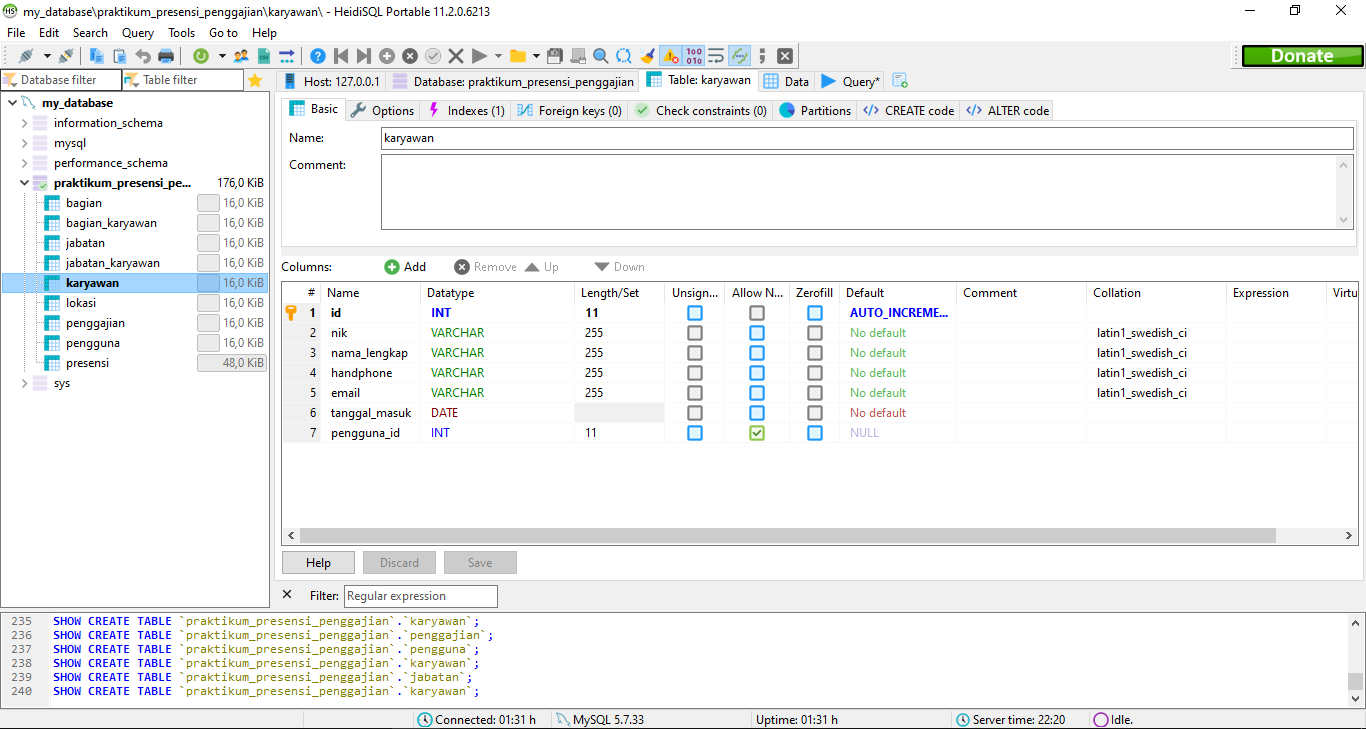 my_database\praktikum_presensi_penggajian\karyawan\ - HeidiSQL Portable 11.2.0.6213
File Edit Search Query Tools Go to Help
Donate
Database filter Table filter
Host: 127.0.0.1 Database: praktikum_presensi_penggajian Table: karyawan Data Query*
my_database
information_schema
mysql
performance_schema
praktikum_presensi_pe... 176,0 KiB
bagian 16,0 KiB
bagian_karyawan 16,0 KiB
jabatan 16,0 KiB
jabatan_karyawan 16,0 KiB
karyawan 16,0 KiB
lokasi 16,0 KiB
penggajian 16,0 KiB
pengguna 16,0 KiB
presensi 48,0 KiB
sys
Basic Options Indexes (1) Foreign keys (0) Check constraints (0) Partitions CREATE code ALTER code
Name: karyawan
Comment:
Columns: Add Remove Up Down
# Name Datatype Length/Set Unsign... Allow N... Zerofill Default Comment Collation Expression Virtu
1 id INT 11 AUTO_INCREME...
2 nik VARCHAR 255 No default latin1_swedish_ci
3 nama_lengkap VARCHAR 255 No default latin1_swedish_ci
4 handphone VARCHAR 255 No default latin1_swedish_ci
5 email VARCHAR 255 No default latin1_swedish_ci
6 tanggal_masuk DATE No default
7 pengguna_id INT 11 NULL
Help Discard Save
Filter: Regular expression
235 SHOW CREATE TABLE `praktikum_presensi_penggajian`.`karyawan`;
236 SHOW CREATE TABLE `praktikum_presensi_penggajian`.`penggajian`;
237 SHOW CREATE TABLE `praktikum_presensi_penggajian`.`pengguna`;
238 SHOW CREATE TABLE `praktikum_presensi_penggajian`.`karyawan`;
239 SHOW CREATE TABLE `praktikum_presensi_penggajian`.`jabatan`;
240 SHOW CREATE TABLE `praktikum_presensi_penggajian`.`karyawan`;
Connected: 01:31 h MySQL 5.7.33 Uptime: 01:31 h Server time: 22:20 Idle.